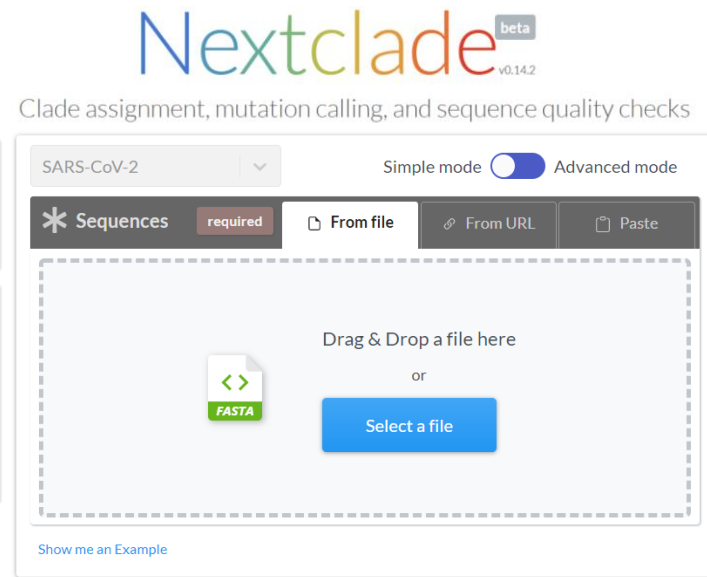 Nextclade beta
v0.14.2
Clade assignment, mutation calling, and sequence quality checks
SARS-CoV-2 Simple mode Advanced mode
Sequences required From file From URL Paste
Drag & Drop a file here
or
FASTA
Select a file
Show me an Example